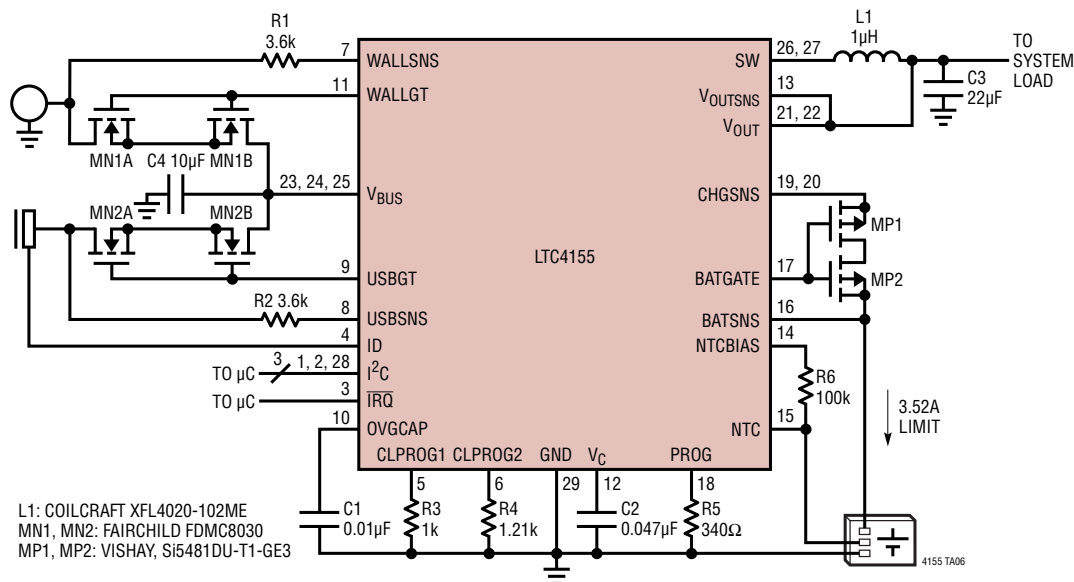 R1
3.6k
7
WALLSNS
11
WALLGT
MN1A
C4 10µF
MN1B
23, 24, 25
VBUS
MN2A
MN2B
9
USBGT
R2 3.6k
8
USBSNS
4
ID
TO µC
3
1, 2, 28
I²C
TO µC
3
IRQ
10
OVGCAP
LTC4155
L1
1µH
SW
26, 27
TO
SYSTEM
LOAD
C3
22µF
13
VOUTSNS
21, 22
VOUT
CHGSNS
19, 20
MP1
BATGATE
17
MP2
BATSNS
16
NTCBIAS
14
R6
100k
NTC
15
3.52A
LIMIT
CLPROG1
CLPROG2
GND
VC
PROG
5
6
29
12
18
C1
0.01µF
R3
1k
R4
1.21k
C2
0.047µF
R5
340Ω
L1: COILCRAFT XFL4020-102ME
MN1, MN2: FAIRCHILD FDMC8030
MP1, MP2: VISHAY, Si5481DU-T1-GE3
4155 TA06